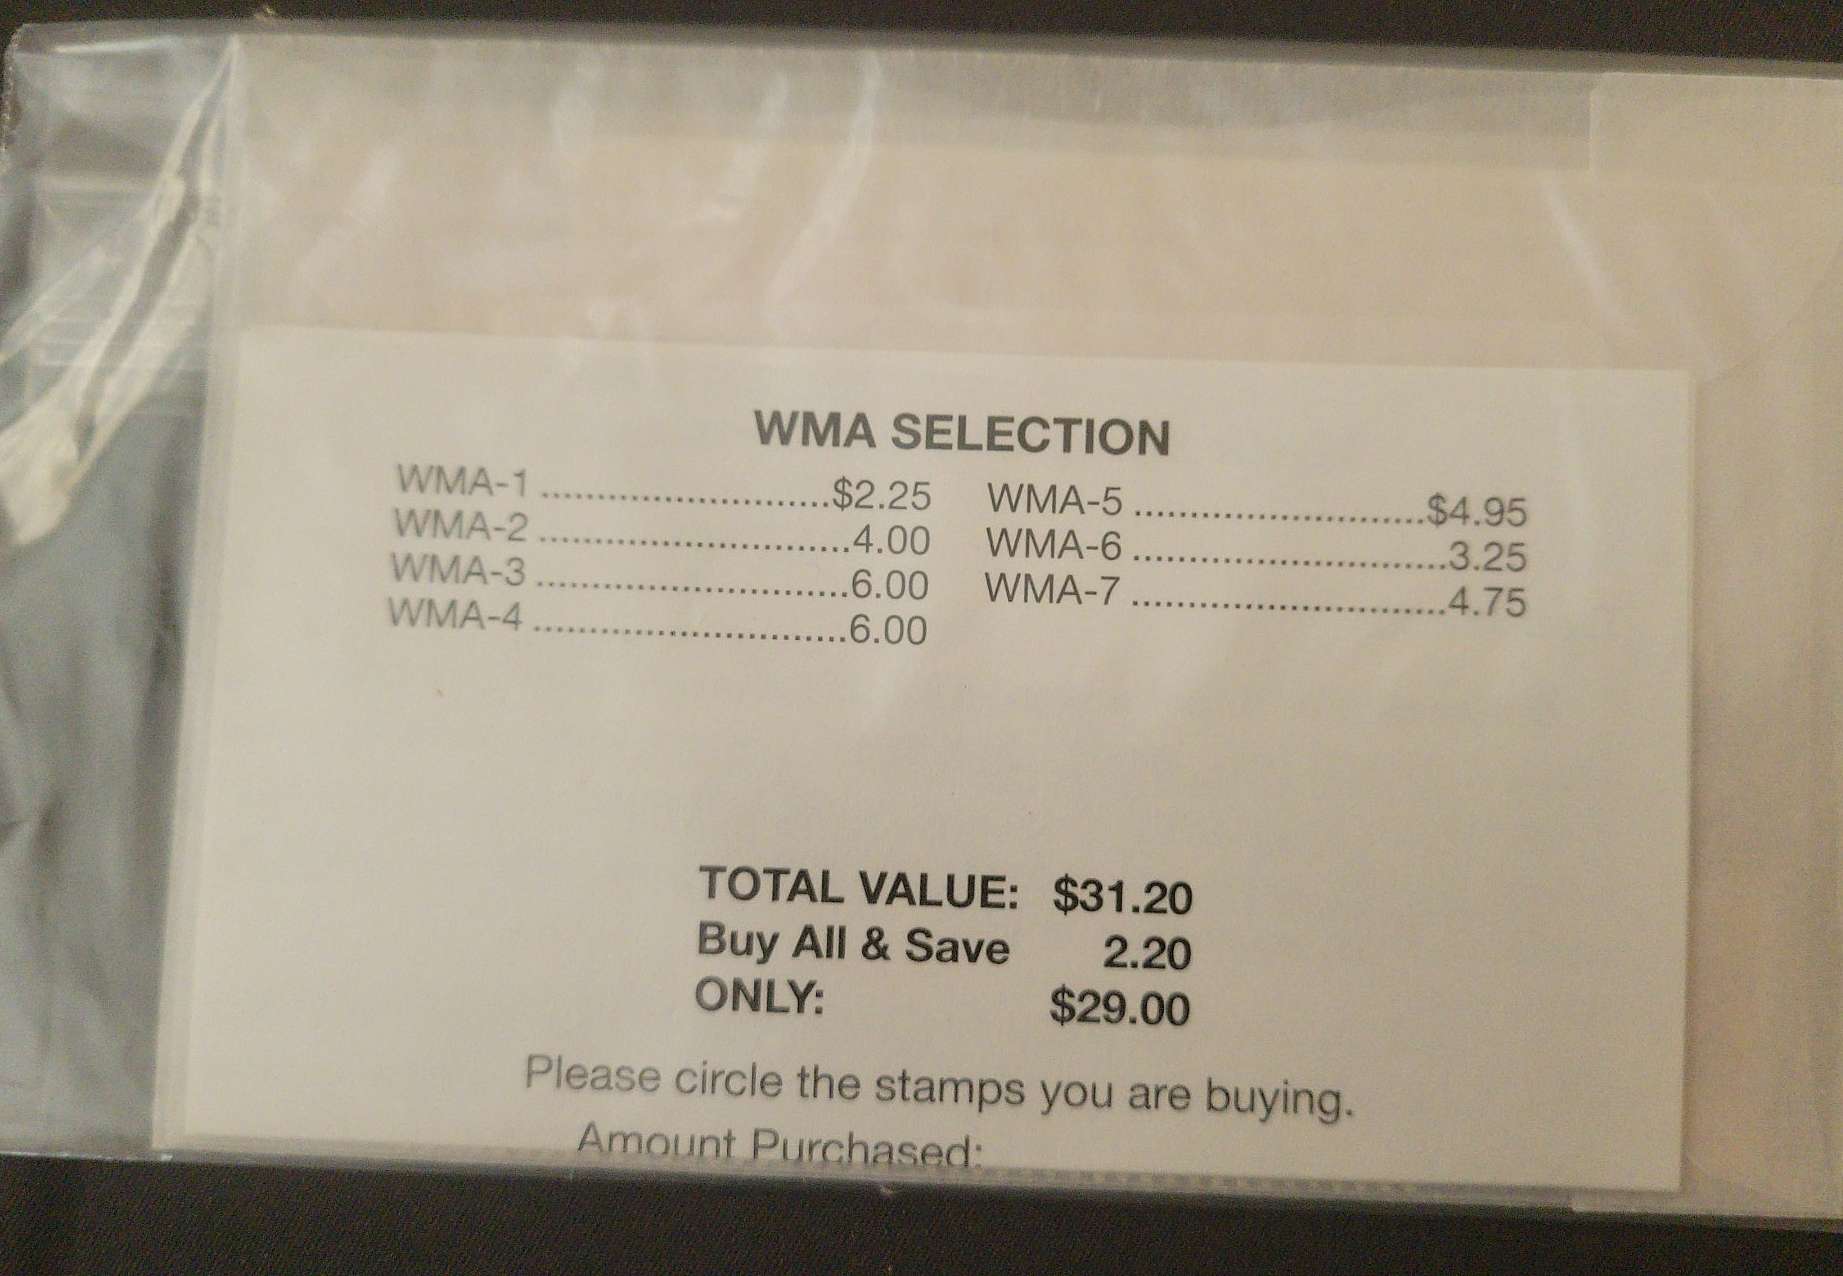 WMA SELECTION
WMA-1 ..........................$2.25 WMA-5 ..........................$4.95
WMA-2 ............................4.00 WMA-6 ............................3.25
WMA-3 ............................6.00 WMA-7 ............................4.75
WMA-4 ............................6.00
TOTAL VALUE: $31.20
Buy All & Save 2.20
ONLY: $29.00
Please circle the stamps you are buying.
Amount Purchased: